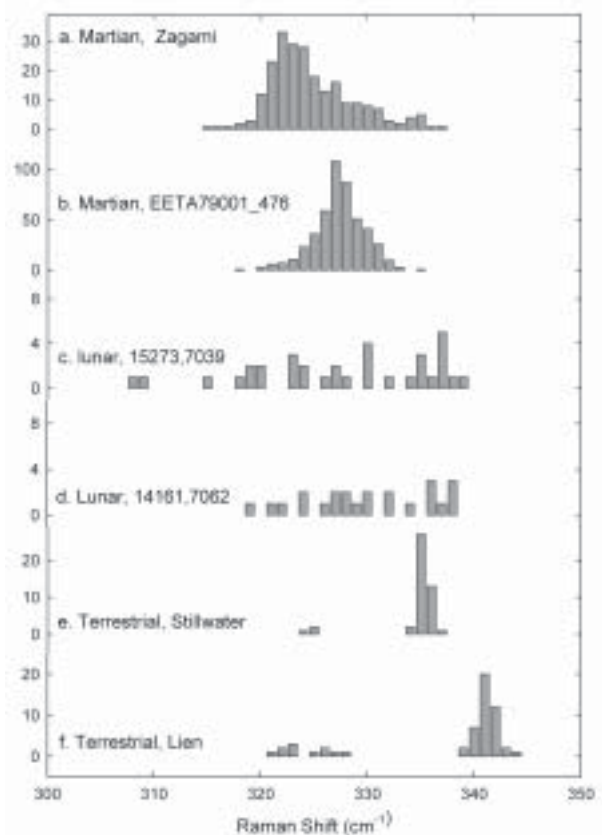 a. Martian, Zagami
30
20
10
0
b. Martian, EETA79001_476
100
50
0
c. lunar, 15273,7039
8
4
0
d. Lunar, 14161,7062
8
4
0
e. Terrestrial, Stillwater
20
10
0
f. Terrestrial, Lien
20
10
0
300 310 320 330 340 350
Raman Shift (cm⁻¹)